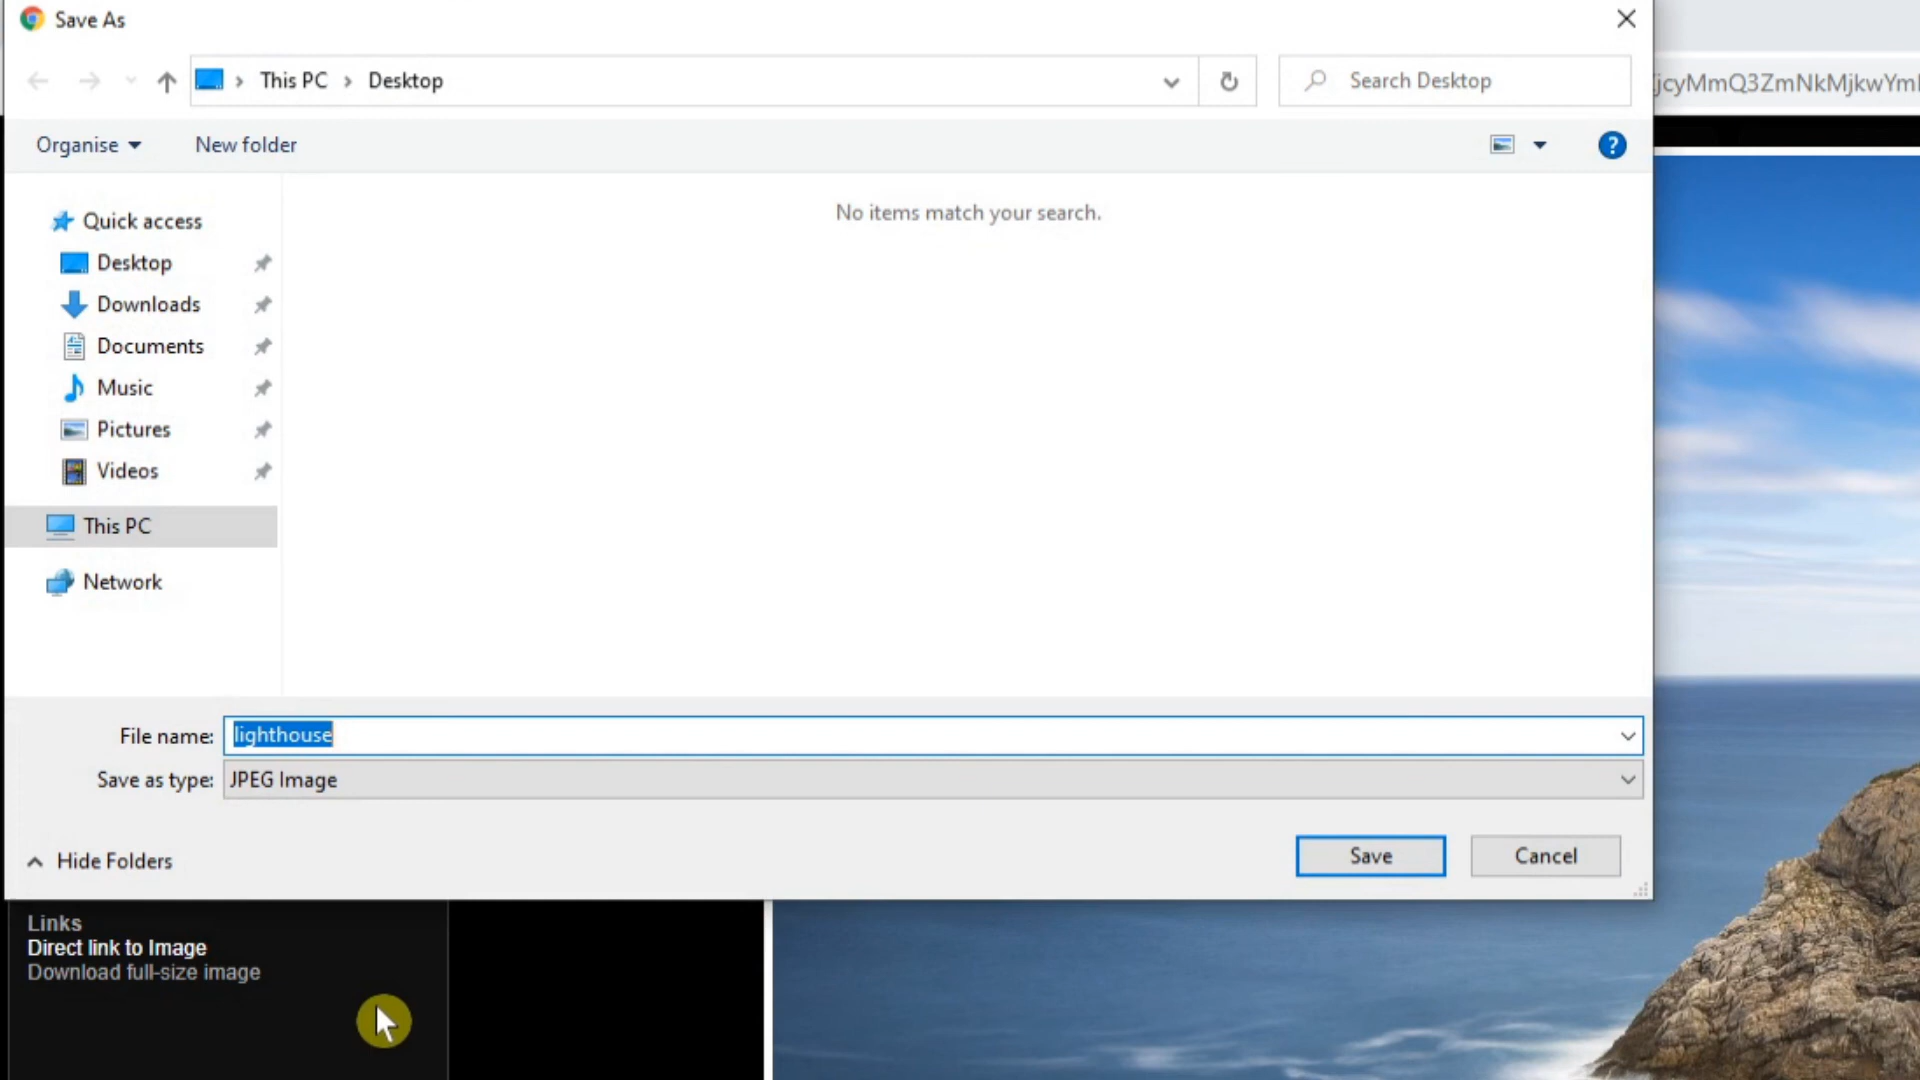 Save As
This PC
Desktop
Search Desktop
jcyMmQ3ZmNkMjkwYm
Organise
New folder
?
Quick access
No items match your search.
Desktop
Downloads
Documents
Music
Pictures
Videos
This PC
Network
File name: lighthouse
Save as type: JPEG Image
Hide Folders
Save
Cancel
Links
Direct link to Image
Download full-size image